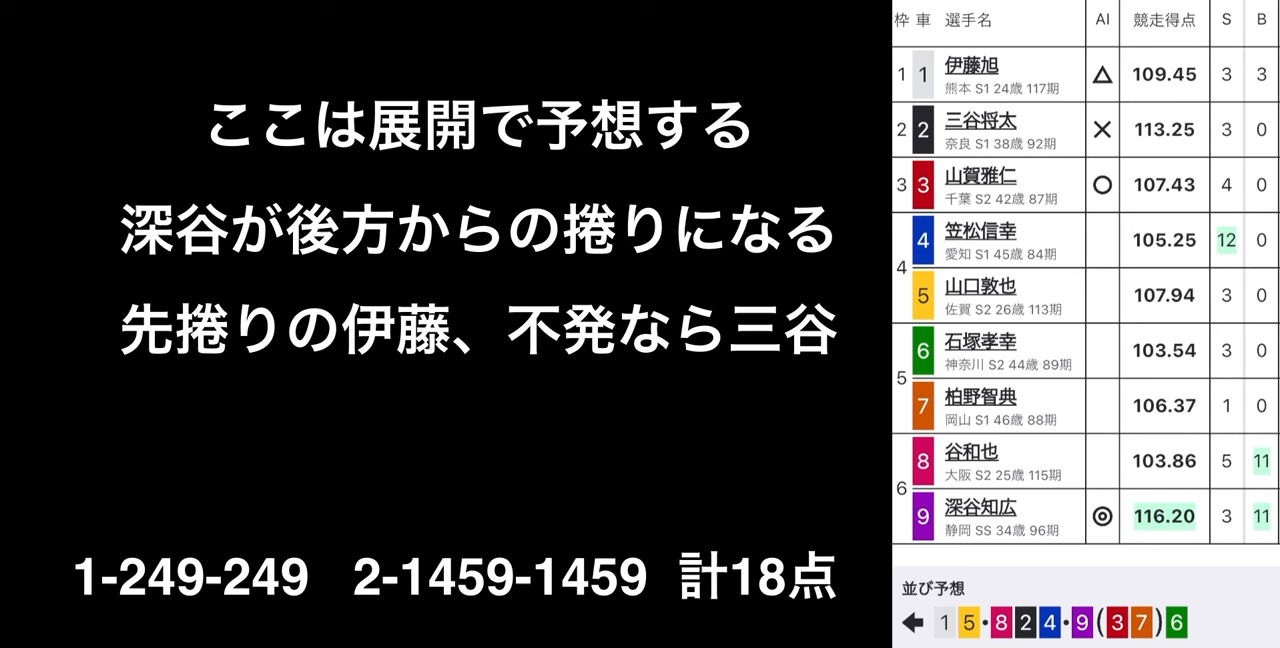 ここは展開で予想する
深谷が後方からの捲りになる
先捲りの伊藤、不発なら三谷
1-249-249 2-1459-1459 計18点
枠 車 選手名 AI 競走得点 S B
1 1 伊藤旭 △ 109.45 3 3
熊本 S1 24歳 117期
2 2 三谷将太 × 113.25 3 0
奈良 S1 38歳 92期
3 3 山賀雅仁 ○ 107.43 4 0
千葉 S2 42歳 87期
4 4 笠松信幸 105.25 12 0
愛知 S1 45歳 84期
5 山口敦也 107.94 3 0
佐賀 S2 26歳 113期
5 6 石塚孝幸 103.54 3 0
神奈川 S2 44歳 89期
7 柏野智典 106.37 1 0
岡山 S1 46歳 88期
6 8 谷和也 103.86 5 11
大阪 S2 25歳 115期
9 深谷知広 ◎ 116.20 3 11
静岡 SS 34歳 96期
並び予想
← 1 5・8 2 4・9(3 7)6